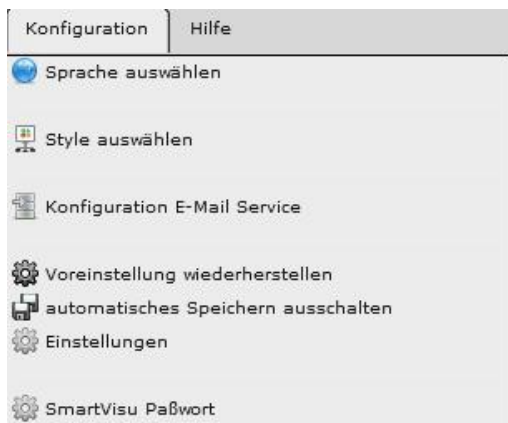 Konfiguration Hilfe
Sprache auswählen
Style auswählen
Konfiguration E-Mail Service
Voreinstellung wiederherstellen
automatisches Speichern ausschalten
Einstellungen
SmartVisu Paßwort